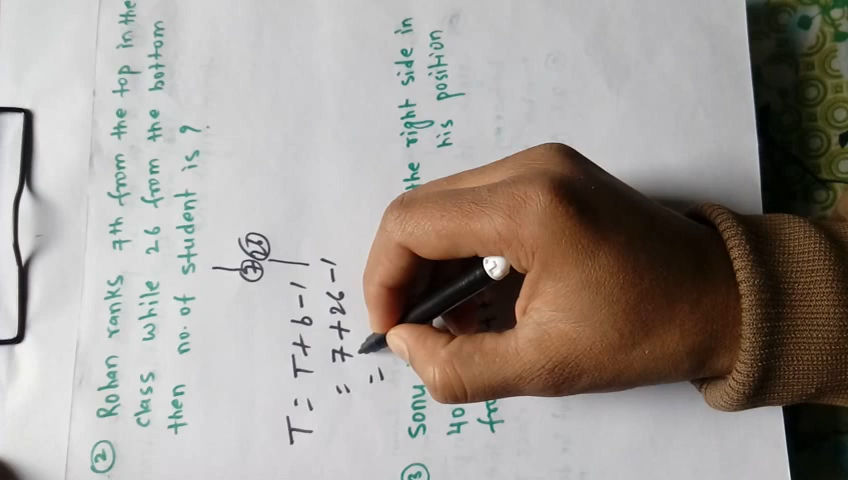 ② Rohan ranks 7th from the top in the
class while 26 from the bottom
then no. of student is ?
⑦ ㉖
T = T + b - 1
= 7 + 26 - 1
=
③ Sonu the right side in
40 his position